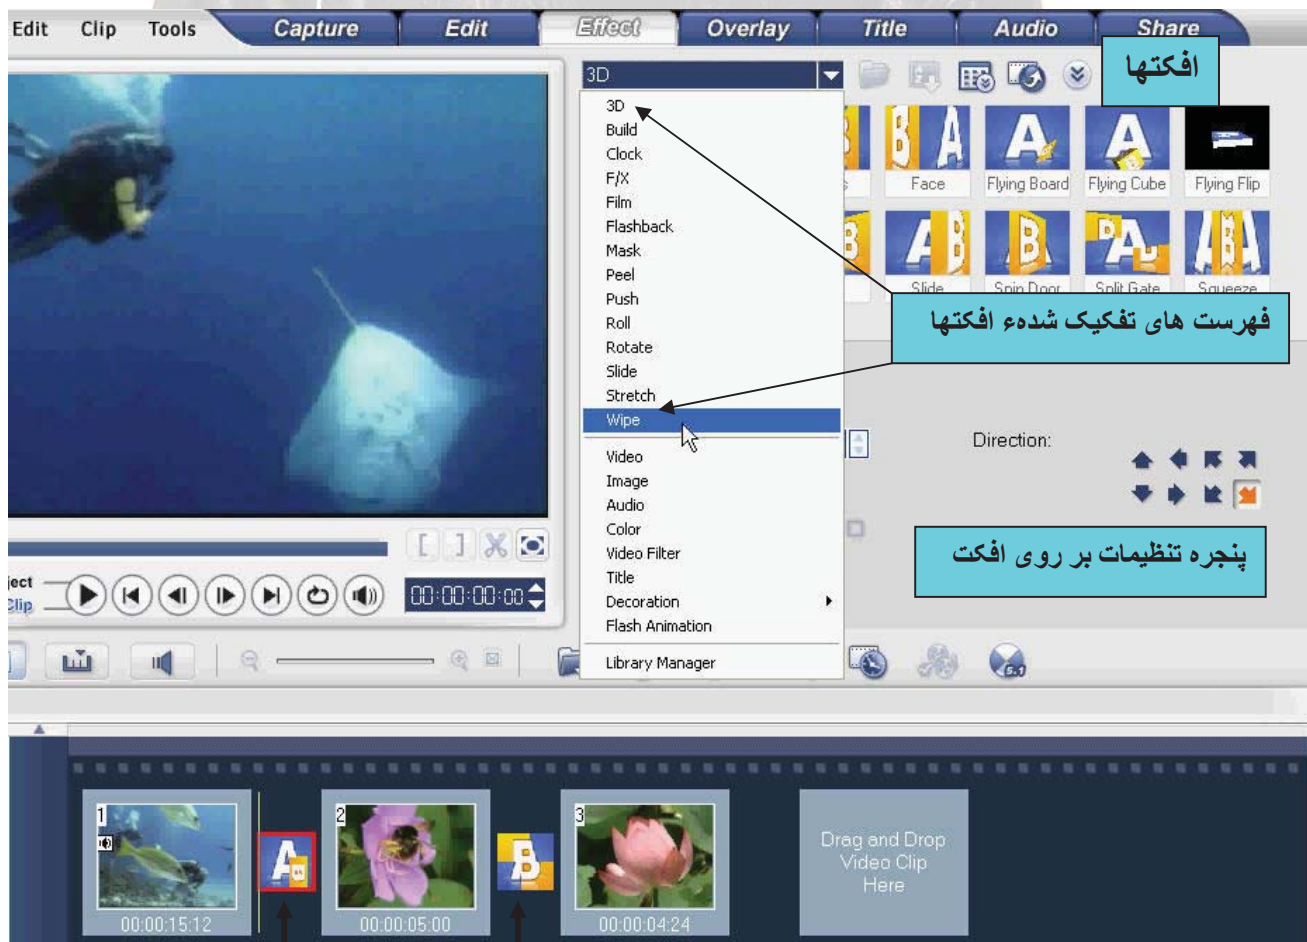 Edit Clip Tools Capture Edit Effect Overlay Title Audio Share
افکتها
3D
3D
Build
Clock
F/X
Film
Flashback
Mask
Peel
Push
Roll
Rotate
Slide
Stretch
Wipe
Video
Image
Audio
Color
Video Filter
Title
Decoration
Flash Animation
Library Manager
Face Flying Board Flying Cube Flying Flip
Slide Spin Door Split Gate Squeeze
فهرست های تفکیک شدهء افکتها
Direction:
پنجره تنظیمات بر روی افکت
Clip
00:00:00:00
5.1
1
00:00:15:12
2
00:00:05:00
3
00:00:04:24
Drag and Drop
Video Clip
Here